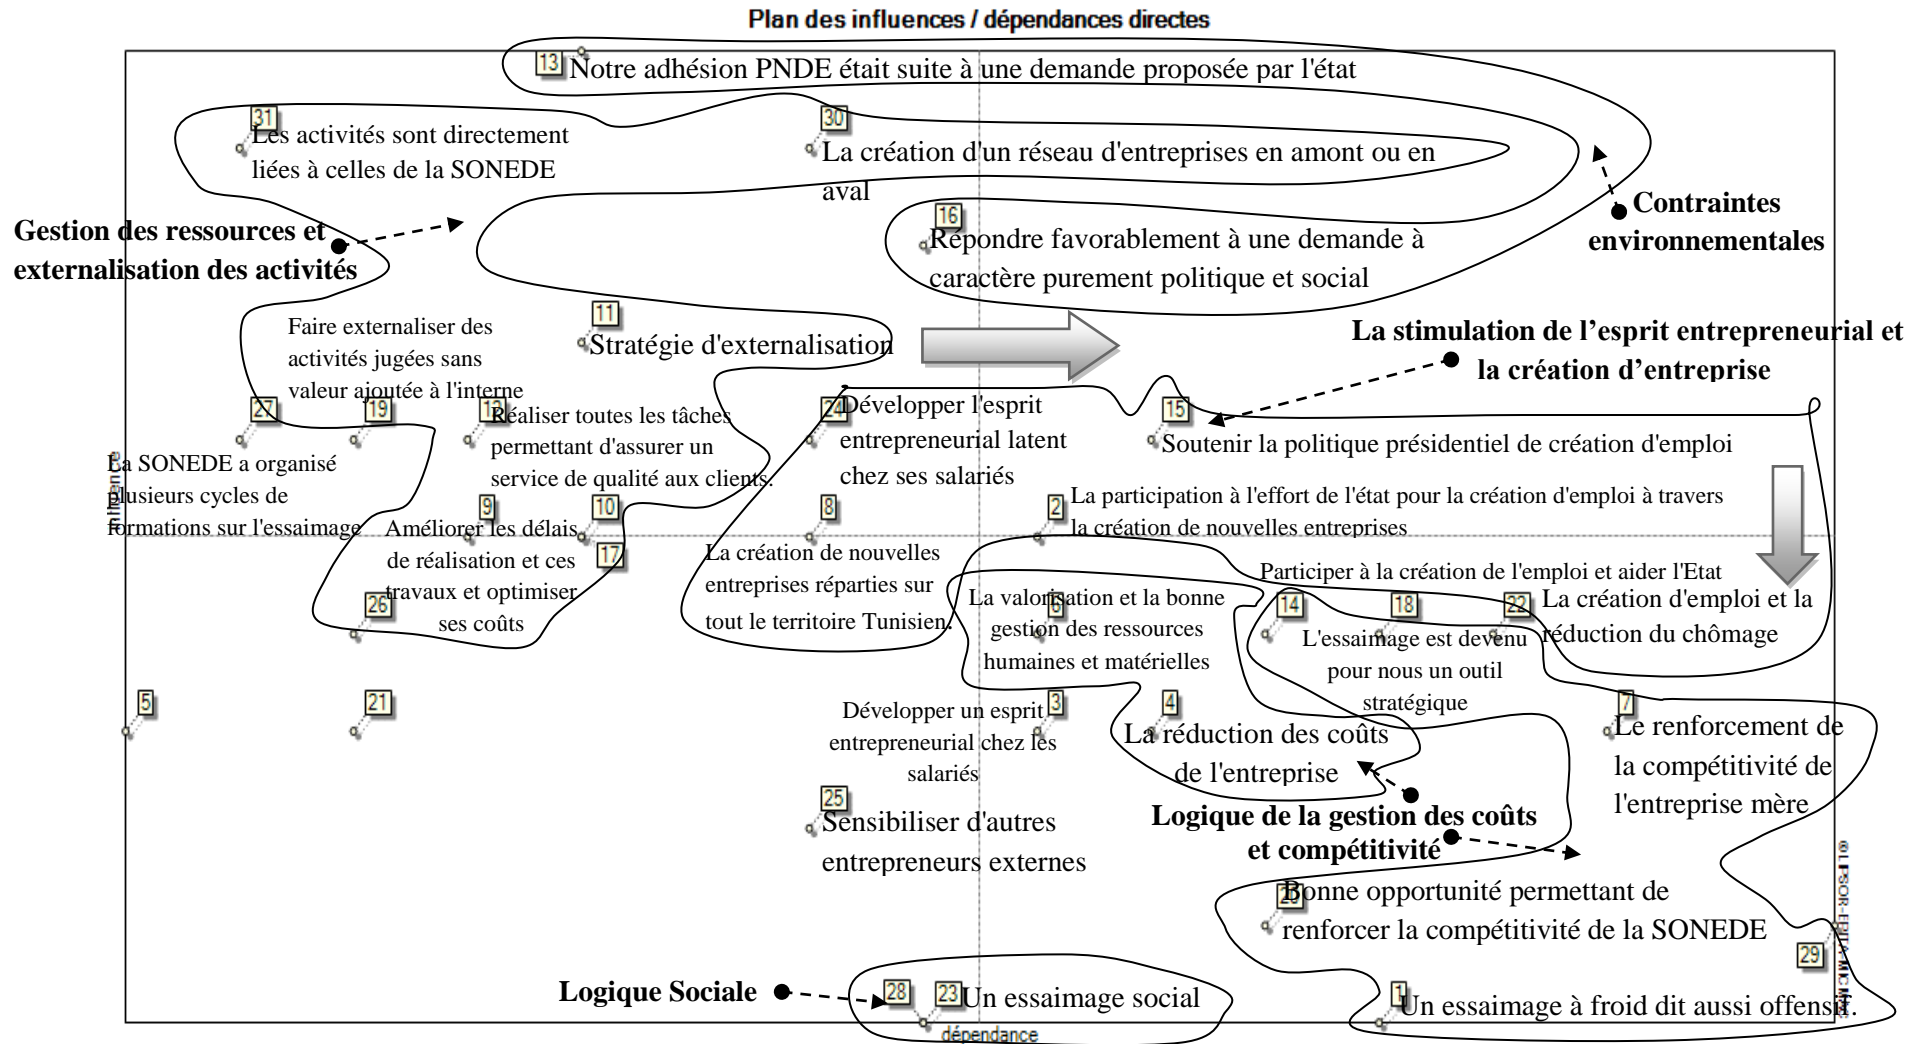 Plan des influences / dépendances directes
13
Notre adhésion PNDE était suite à une demande proposée par l'état
31
Les activités sont directement
liées à celles de la SONEDE
30
La création d'un réseau d'entreprises en amont ou en
aval
Contraintes
environnementales
16
Répondre favorablement à une demande à
caractère purement politique et social
Gestion des ressources et
externalisation des activités
11
Stratégie d'externalisation
Faire externaliser des
activités jugées sans
valeur ajoutée à l'interne
La stimulation de l'esprit entrepreneurial et
la création d'entreprise
27
19
12
Réaliser toutes les tâches
permettant d'assurer un
service de qualité aux clients.
24
Développer l'esprit
entrepreneurial latent
chez ses salariés
15
Soutenir la politique présidentiel de création d'emploi
La SONEDE a organisé
plusieurs cycles de
formations sur l'essaimage
influence
9
10
17
Améliorer les délais
de réalisation et ces
travaux et optimiser
ses coûts
8
La création de nouvelles
entreprises réparties sur
tout le territoire Tunisien.
2
La participation à l'effort de l'état pour la création d'emploi à travers
la création de nouvelles entreprises
Participer à la création de l'emploi et aider l'Etat
26
6
La valorisation et la bonne
gestion des ressources
humaines et matérielles
14
18
22
La création d'emploi et la
réduction du chômage
L'essaimage est devenu
pour nous un outil
stratégique
5
21
3
Développer un esprit
entrepreneurial chez les
salariés
4
La réduction des coûts
de l'entreprise
7
Le renforcement de
la compétitivité de
l'entreprise mère
25
Sensibiliser d'autres
entrepreneurs externes
Logique de la gestion des coûts
et compétitivité
Bonne opportunité permettant de
renforcer la compétitivité de la SONEDE
29
Logique Sociale
28
23
Un essaimage social
1
Un essaimage à froid dit aussi offensif.
dépendance